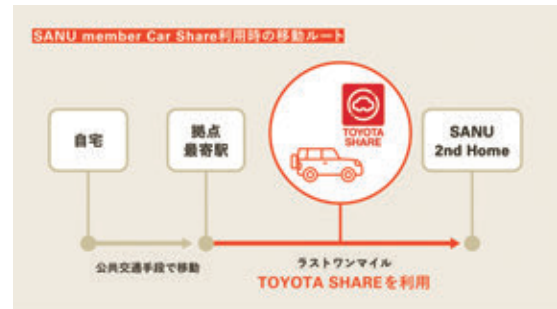 SANU member Car Share利用時の移動ルート
自宅
拠点
最寄駅
TOYOTA
SHARE
SANU
2nd Home
公共交通手段で移動
ラストワンマイル
TOYOTA SHAREを利用